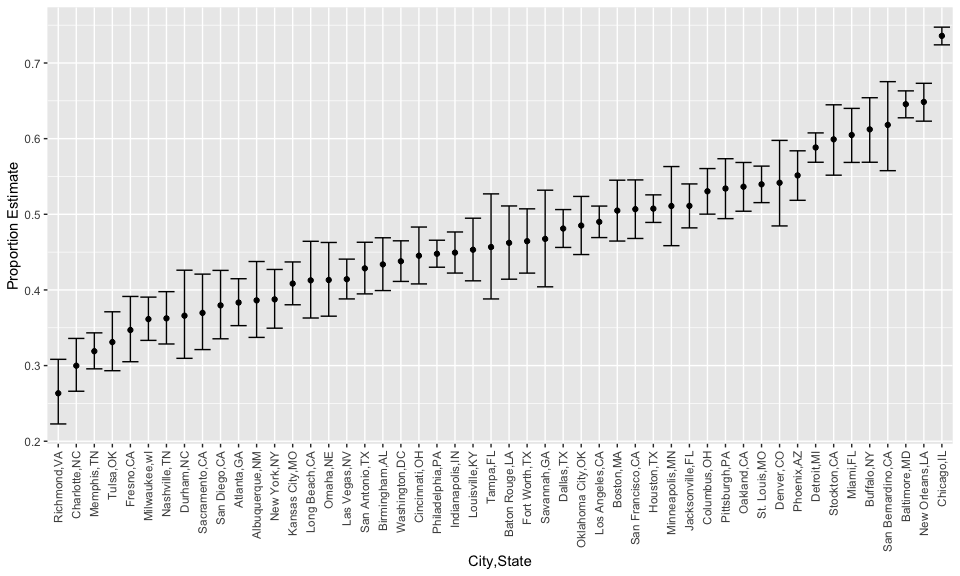 0.7
0.6
0.5
0.4
0.3
0.2
Proportion Estimate
Richmond,VA
Charlotte,NC
Memphis,TN
Tulsa,OK
Fresno,CA
Milwaukee,wI
Nashville,TN
Durham,NC
Sacramento,CA
San Diego,CA
Atlanta,GA
Albuquerque,NM
New York,NY
Kansas City,MO
Long Beach,CA
Omaha,NE
Las Vegas,NV
San Antonio,TX
Birmingham,AL
Washington,DC
Cincinnati,OH
Philadelphia,PA
Indianapolis,IN
Louisville,KY
Tampa,FL
Baton Rouge,LA
Fort Worth,TX
Savannah,GA
Dallas,TX
Oklahoma City,OK
Los Angeles,CA
Boston,MA
San Francisco,CA
Houston,TX
Minneapolis,MN
Jacksonville,FL
Columbus,OH
Pittsburgh,PA
Oakland,CA
St. Louis,MO
Denver,CO
Phoenix,AZ
Detroit,MI
Stockton,CA
Miami,FL
Buffalo,NY
San Bernardino,CA
Baltimore,MD
New Orleans,LA
Chicago,IL
City,State